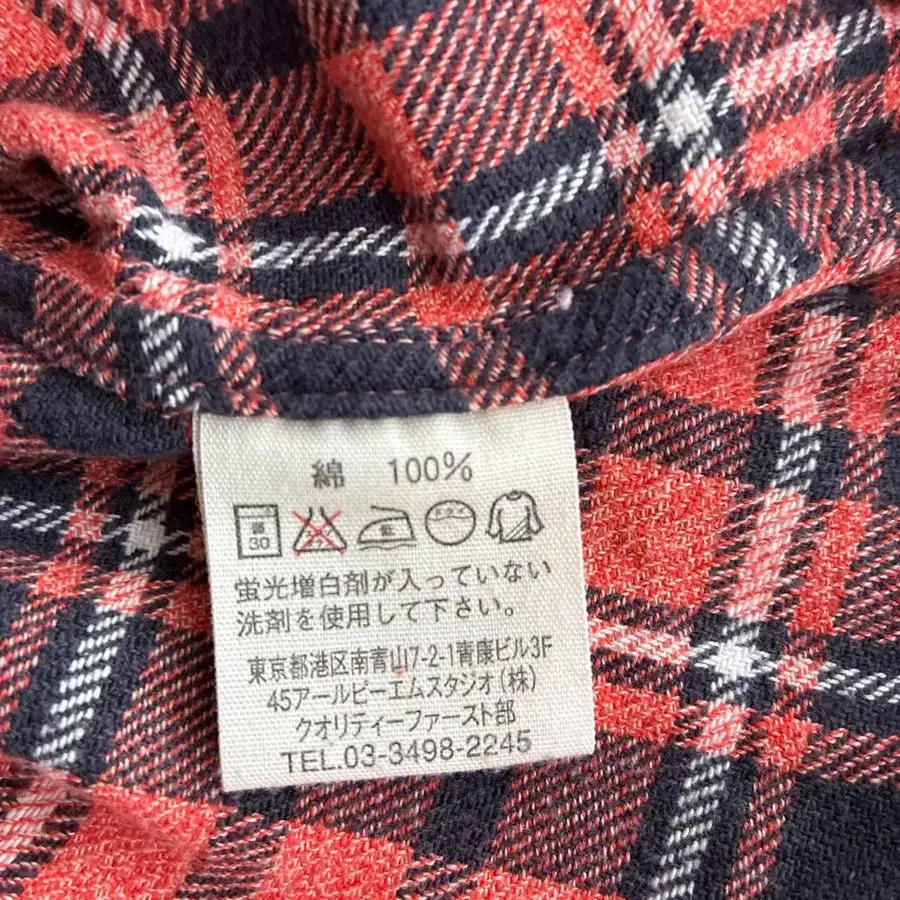 綿 100%
30
蛍光増白剤が入っていない
洗剤を使用して下さい。
東京都港区南青山7-2-1青康ビル3F
45アールピーエムスタジオ(株)
クオリティーファースト部
TEL.03-3498-2245